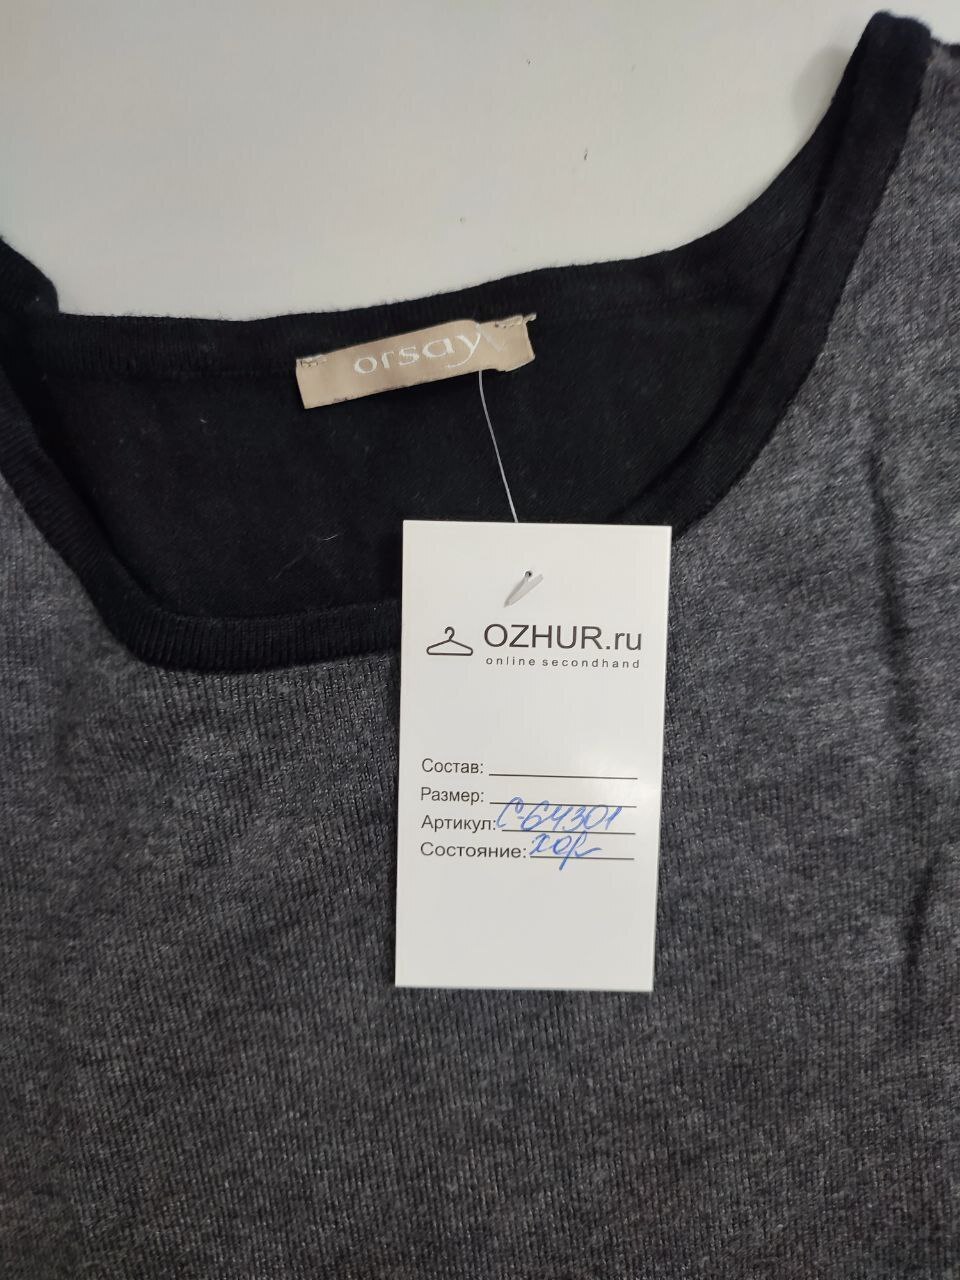 orsay
OZHUR.ru
online secondhand
Состав:
Размер:
Артикул: С-64301
Состояние: хор